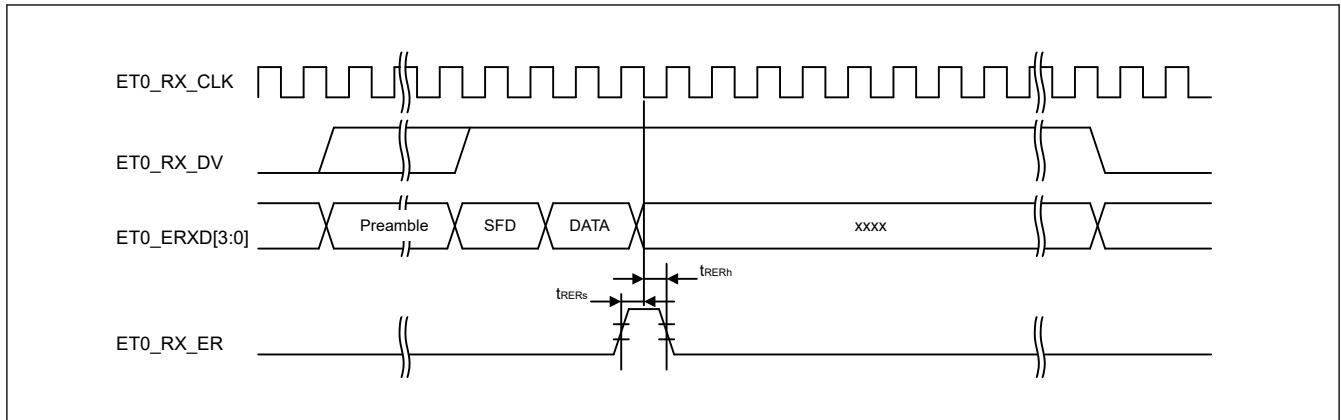 ET0_RX_CLK
ET0_RX_DV
ET0_ERXD[3:0]
Preamble SFD DATA xxxx
tRERh
tRERs
ET0_RX_ER